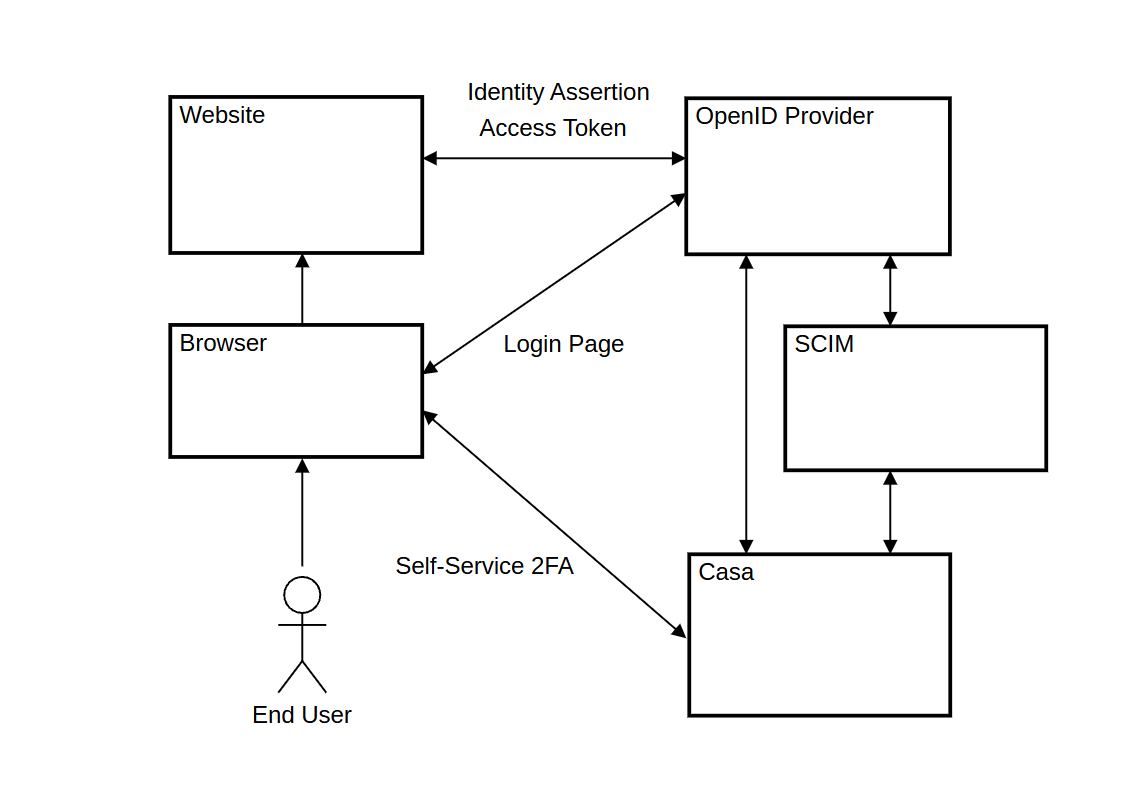 Identity Assertion
Access Token
Website
OpenID Provider
Browser
Login Page
SCIM
Self-Service 2FA
Casa
End User